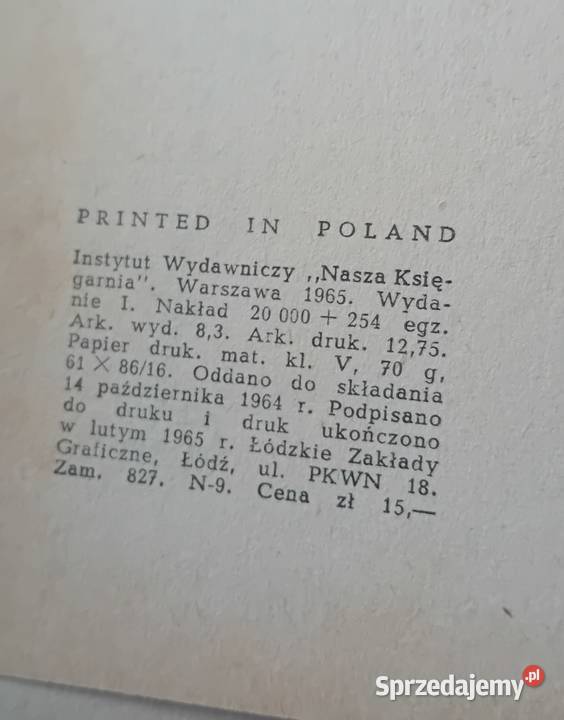 PRINTED IN POLAND
Instytut Wydawniczy ,,Nasza Księ-
garnia". Warszawa 1965. Wyda-
nie I. Nakład 20 000 + 254 egz.
Ark. wyd. 8,3. Ark. druk. 12,75.
Papier druk. mat. kl. V, 70 g,
61 × 86/16. Oddano do składania
14 października 1964 r. Podpisano
do druku i druk ukończono
w lutym 1965 r. Łódzkie Zakłady
Graficzne, Łódź, ul. PKWN 18.
Zam. 827. N-9. Cena zł 15,—
Sprzedajemy.pl